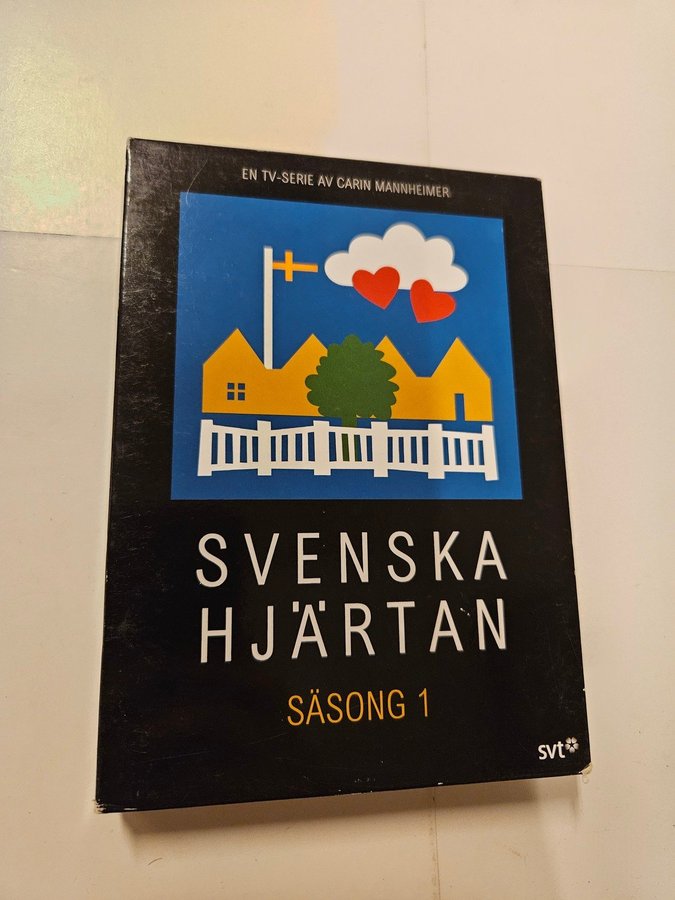 EN TV-SERIE AV CARIN MANNHEIMER
SVENSKA
HJÄRTAN
SÄSONG 1
svt